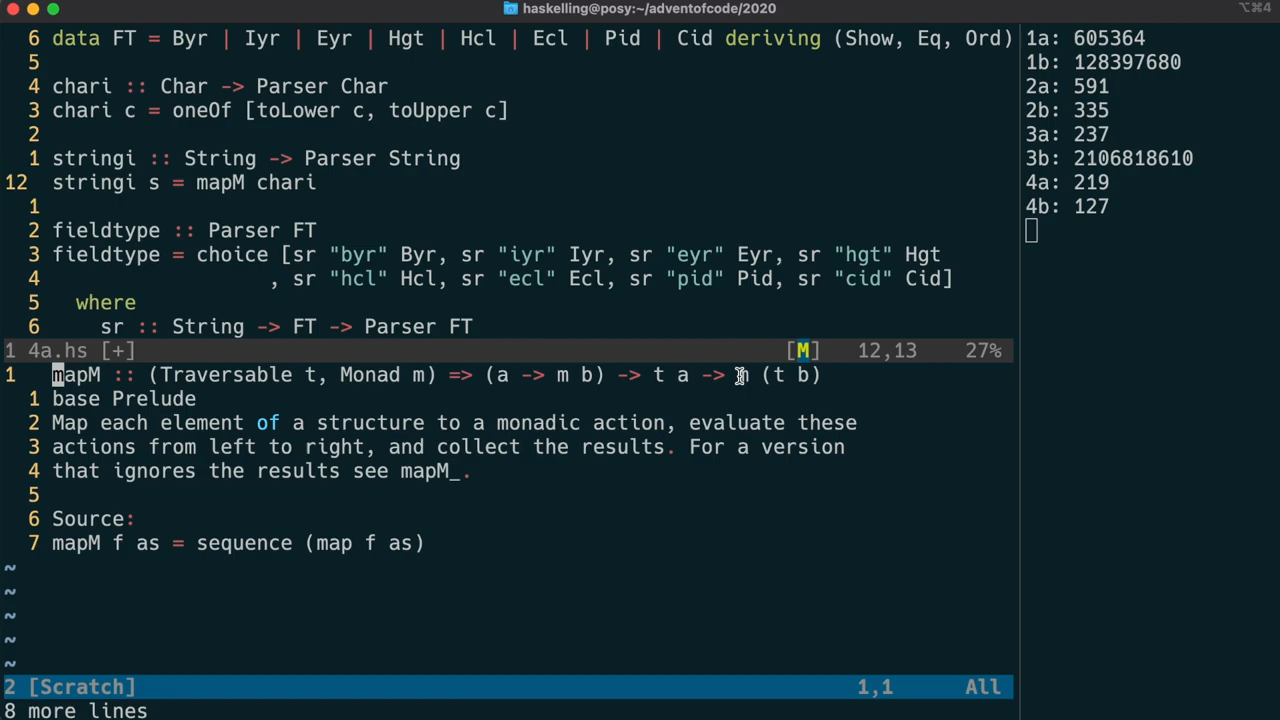 haskelling@posy:~/adventofcode/2020
⌥⌘4
6 data FT = Byr | Iyr | Eyr | Hgt | Hcl | Ecl | Pid | Cid deriving (Show, Eq, Ord)
5
4 chari :: Char -> Parser Char
3 chari c = oneOf [toLower c, toUpper c]
2
1 stringi :: String -> Parser String
12 stringi s = mapM chari
1
2 fieldtype :: Parser FT
3 fieldtype = choice [sr "byr" Byr, sr "iyr" Iyr, sr "eyr" Eyr, sr "hgt" Hgt
4 , sr "hcl" Hcl, sr "ecl" Ecl, sr "pid" Pid, sr "cid" Cid]
5 where
6 sr :: String -> FT -> Parser FT
1 4a.hs [+] [M] 12,13 27%
1 mapM :: (Traversable t, Monad m) => (a -> m b) -> t a -> m (t b)
1 base Prelude
2 Map each element of a structure to a monadic action, evaluate these
3 actions from left to right, and collect the results. For a version
4 that ignores the results see mapM_.
5
6 Source:
7 mapM f as = sequence (map f as)
~
~
~
~
~
2 [Scratch] 1,1 All
8 more lines
1a: 605364
1b: 128397680
2a: 591
2b: 335
3a: 237
3b: 2106818610
4a: 219
4b: 127